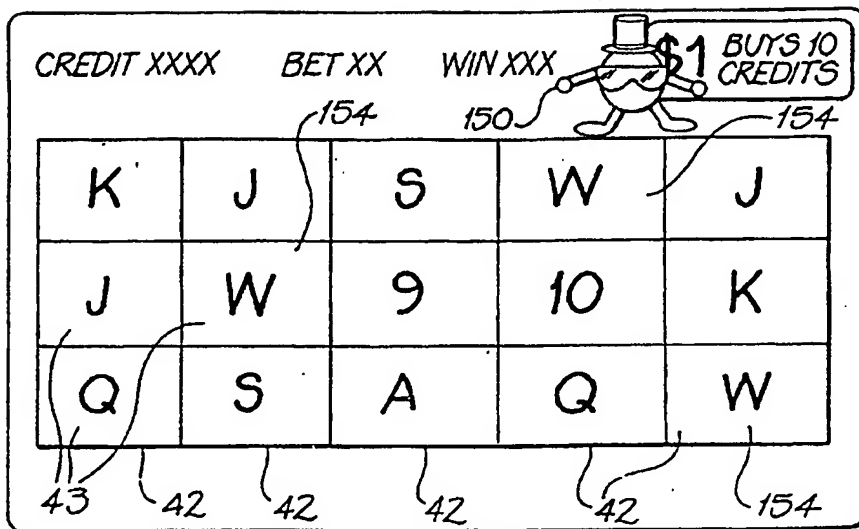 CREDIT XXXX BET XX WIN XXX $1 BUYS 10
CREDITS
154 150 154
K J S W J
J W 9 10 K
Q S A Q W
43 42 42 42 42 154